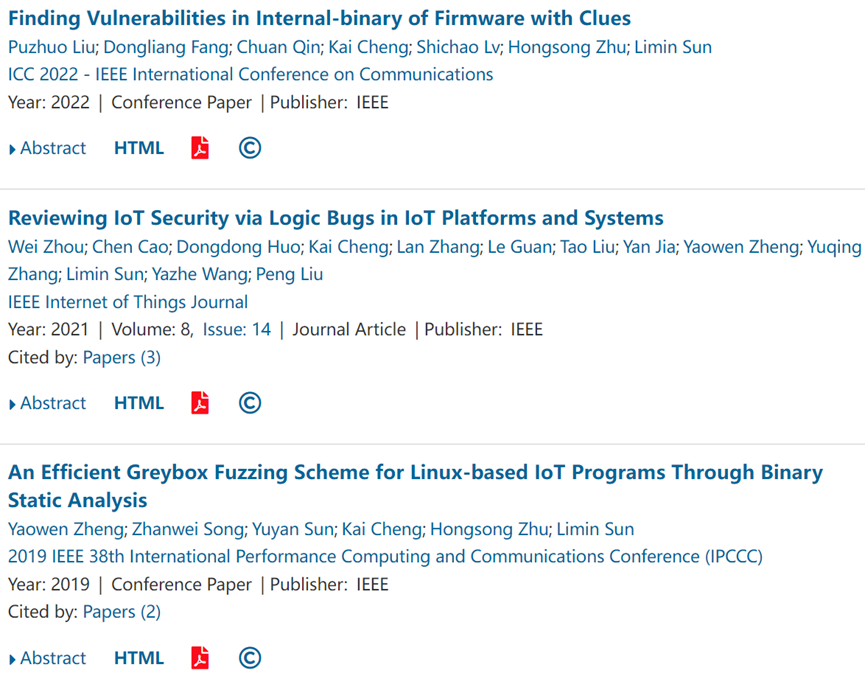 Finding Vulnerabilities in Internal-binary of Firmware with Clues
Puzhuo Liu; Dongliang Fang; Chuan Qin; Kai Cheng; Shichao Lv; Hongsong Zhu; Limin Sun
ICC 2022 - IEEE International Conference on Communications
Year: 2022 | Conference Paper | Publisher: IEEE
Abstract HTML ©
Reviewing IoT Security via Logic Bugs in IoT Platforms and Systems
Wei Zhou; Chen Cao; Dongdong Huo; Kai Cheng; Lan Zhang; Le Guan; Tao Liu; Yan Jia; Yaowen Zheng; Yuqing
Zhang; Limin Sun; Yazhe Wang; Peng Liu
IEEE Internet of Things Journal
Year: 2021 | Volume: 8, Issue: 14 | Journal Article | Publisher: IEEE
Cited by: Papers (3)
Abstract HTML ©
An Efficient Greybox Fuzzing Scheme for Linux-based IoT Programs Through Binary
Static Analysis
Yaowen Zheng; Zhanwei Song; Yuyan Sun; Kai Cheng; Hongsong Zhu; Limin Sun
2019 IEEE 38th International Performance Computing and Communications Conference (IPCCC)
Year: 2019 | Conference Paper | Publisher: IEEE
Cited by: Papers (2)
Abstract HTML ©